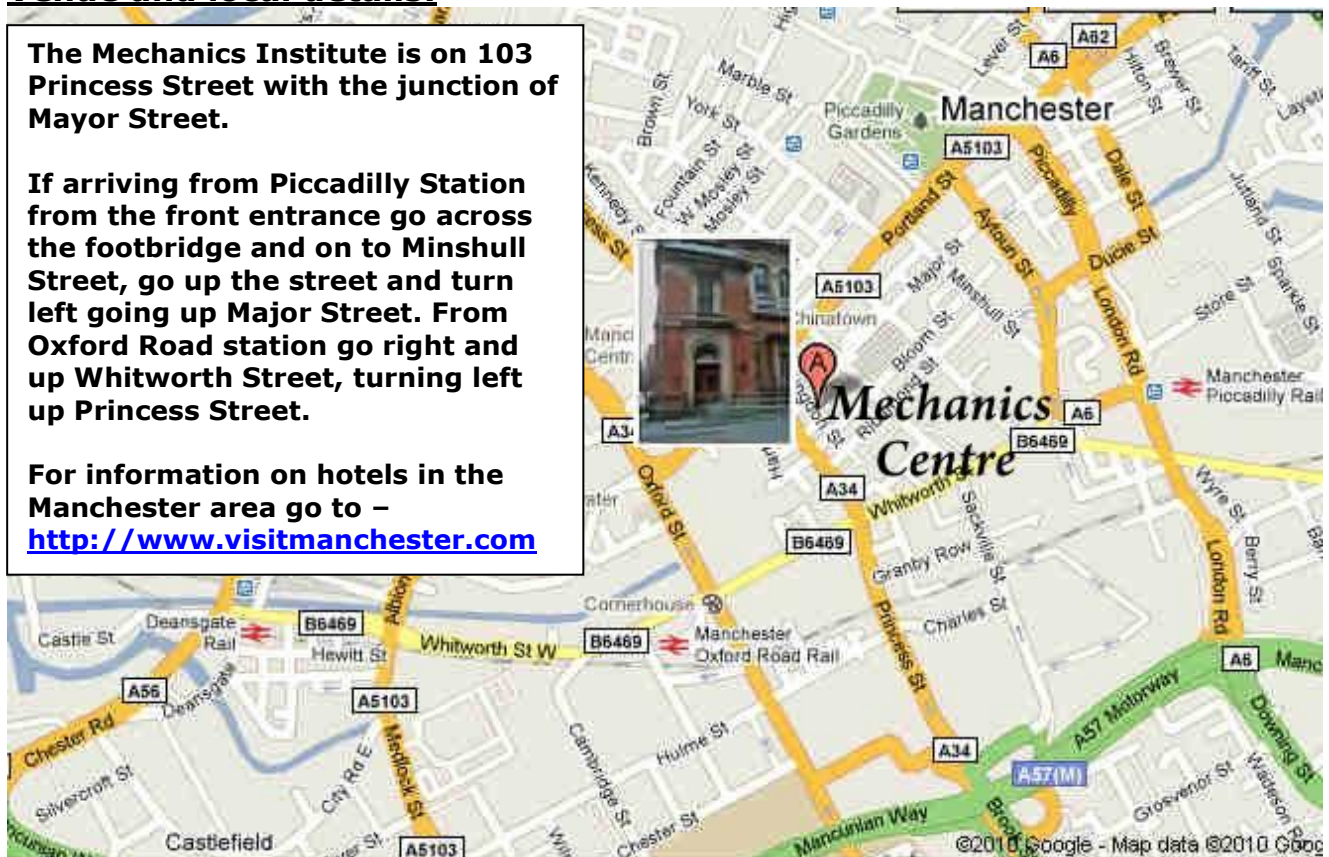 The Mechanics Institute is on 103
Princess Street with the junction of
Mayor Street.
If arriving from Piccadilly Station
from the front entrance go across
the footbridge and on to Minshull
Street, go up the street and turn
left going up Major Street. From
Oxford Road station go right and
up Whitworth Street, turning left
up Princess Street.
For information on hotels in the
Manchester area go to –
http://www.visitmanchester.com
A62
A6
Lever St
Hilton St
Brewer St
Tariff St
Marble St
Piccadilly
Gardens
Manchester
A5103
York St
Brown St
Fountain St
W Mosley St
Mosley St
Kennedy
Piccadilly
Dale St
Jutland St
Portland St
Aytoun St
Ducie St
Sparkle St
Major St
Minshull St
Store St
A5103
Chinatown
Bloom St
Richmond St
London Rd
A
Mechanics
Centre
A6
B6469
Manchester
Piccadilly Rail
Oxford St
A34
Whitworth St
Sackville St
Wyre St
Berry St
B6469
Granby Row
London Rd
Cornerhouse
Charles St
Princess St
Castle St
Deansgate
Rail
B6469
Hewitt St
Albion
Whitworth St W
B6469
Manchester
Oxford Road Rail
A6
A56
Deansgate
A5103
Chester Rd
Medlock St
City Rd E
Cambridge St
Hulme St
A34
A57 Motorway
A57(M)
Downing St
Silvercroft St
Grosvenor St
Castlefield
A5103
Chester St
Mancunian Way
©2010 Google - Map data ©2010